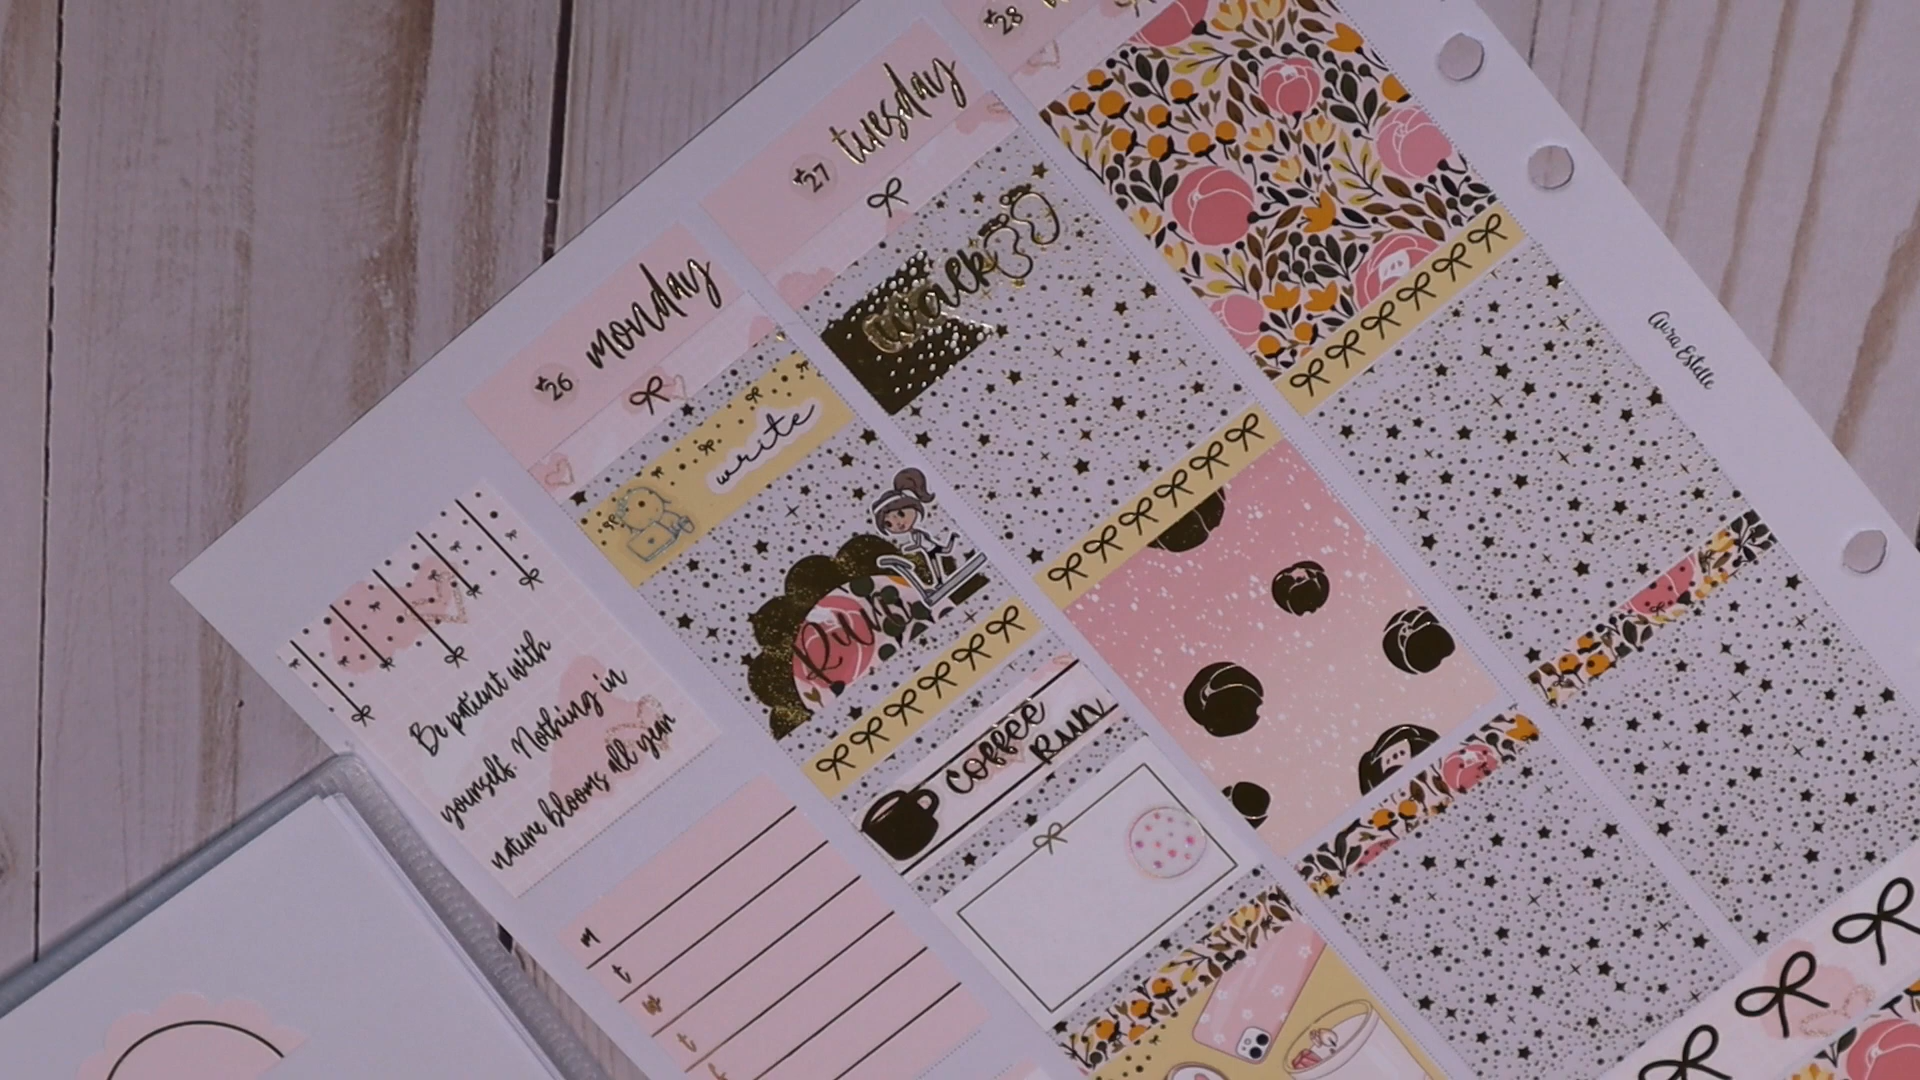 *28
*27 tuesday
*26 monday
walk
write
Run
Be patient with
yourself. Nothing in
nature blooms all year
coffee
Run
m
t
w
t
Aura Estelle